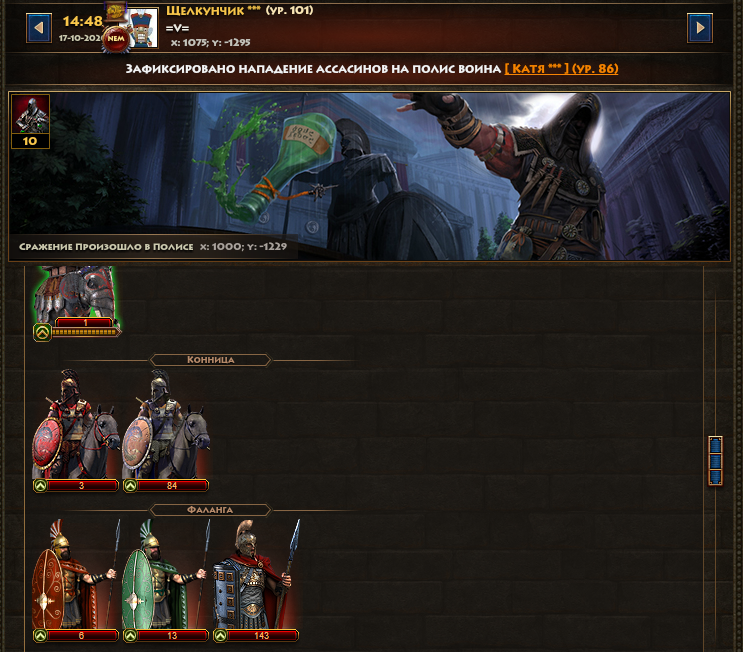 14:48
Щелкунчик *** (ур. 101)
=V=
17-10-202
NEM
X: 1075; Y: -1295
Зафиксировано нападение ассасинов на полис воина [ Катя *** ] (ур. 86)
10
Сражение Произошло в Полисе X: 1000; Y: -1229
1
Конница
3
84
Фаланга
6
13
143